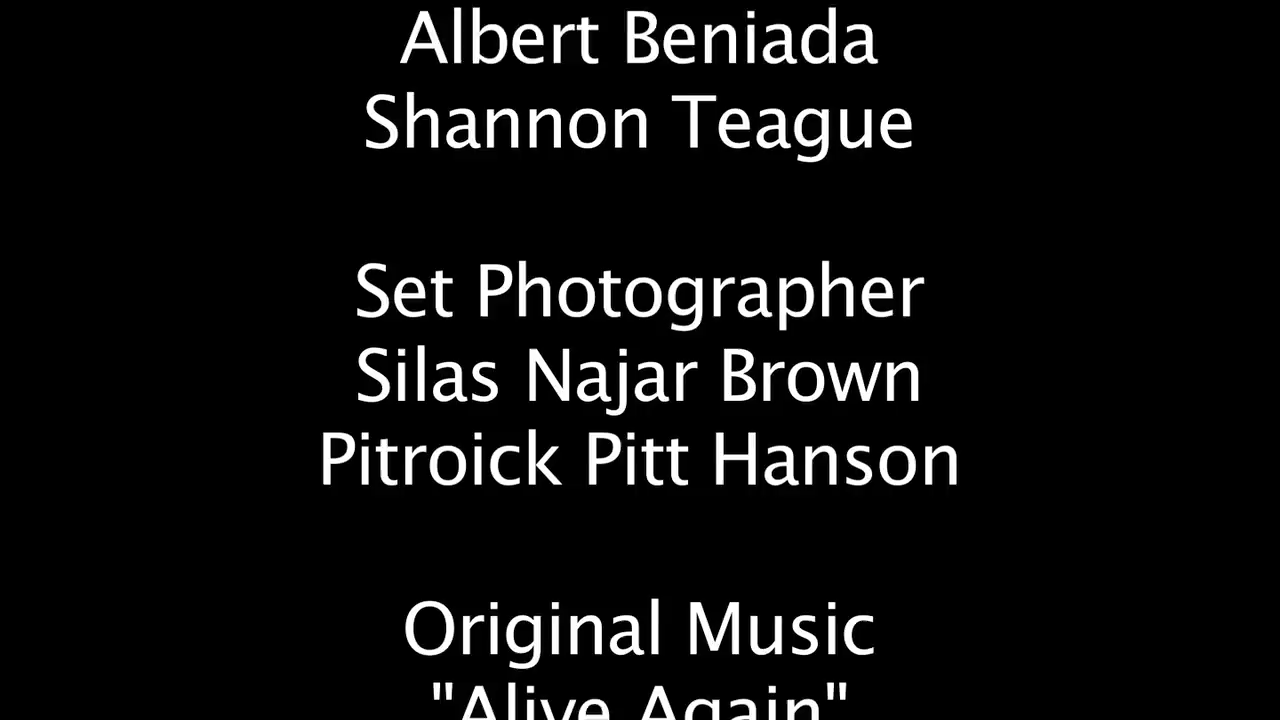 Albert Beniada
Shannon Teague
Set Photographer
Silas Najar Brown
Pitroick Pitt Hanson
Original Music
"Alive Again"